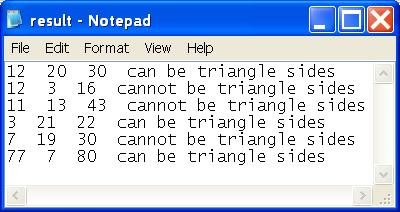 result - Notepad
File Edit Format View Help
12 20 30 can be triangle sides
12 3 16 cannot be triangle sides
11 13 43 cannot be triangle sides
3 21 22 can be triangle sides
7 19 30 cannot be triangle sides
77 7 80 can be triangle sides